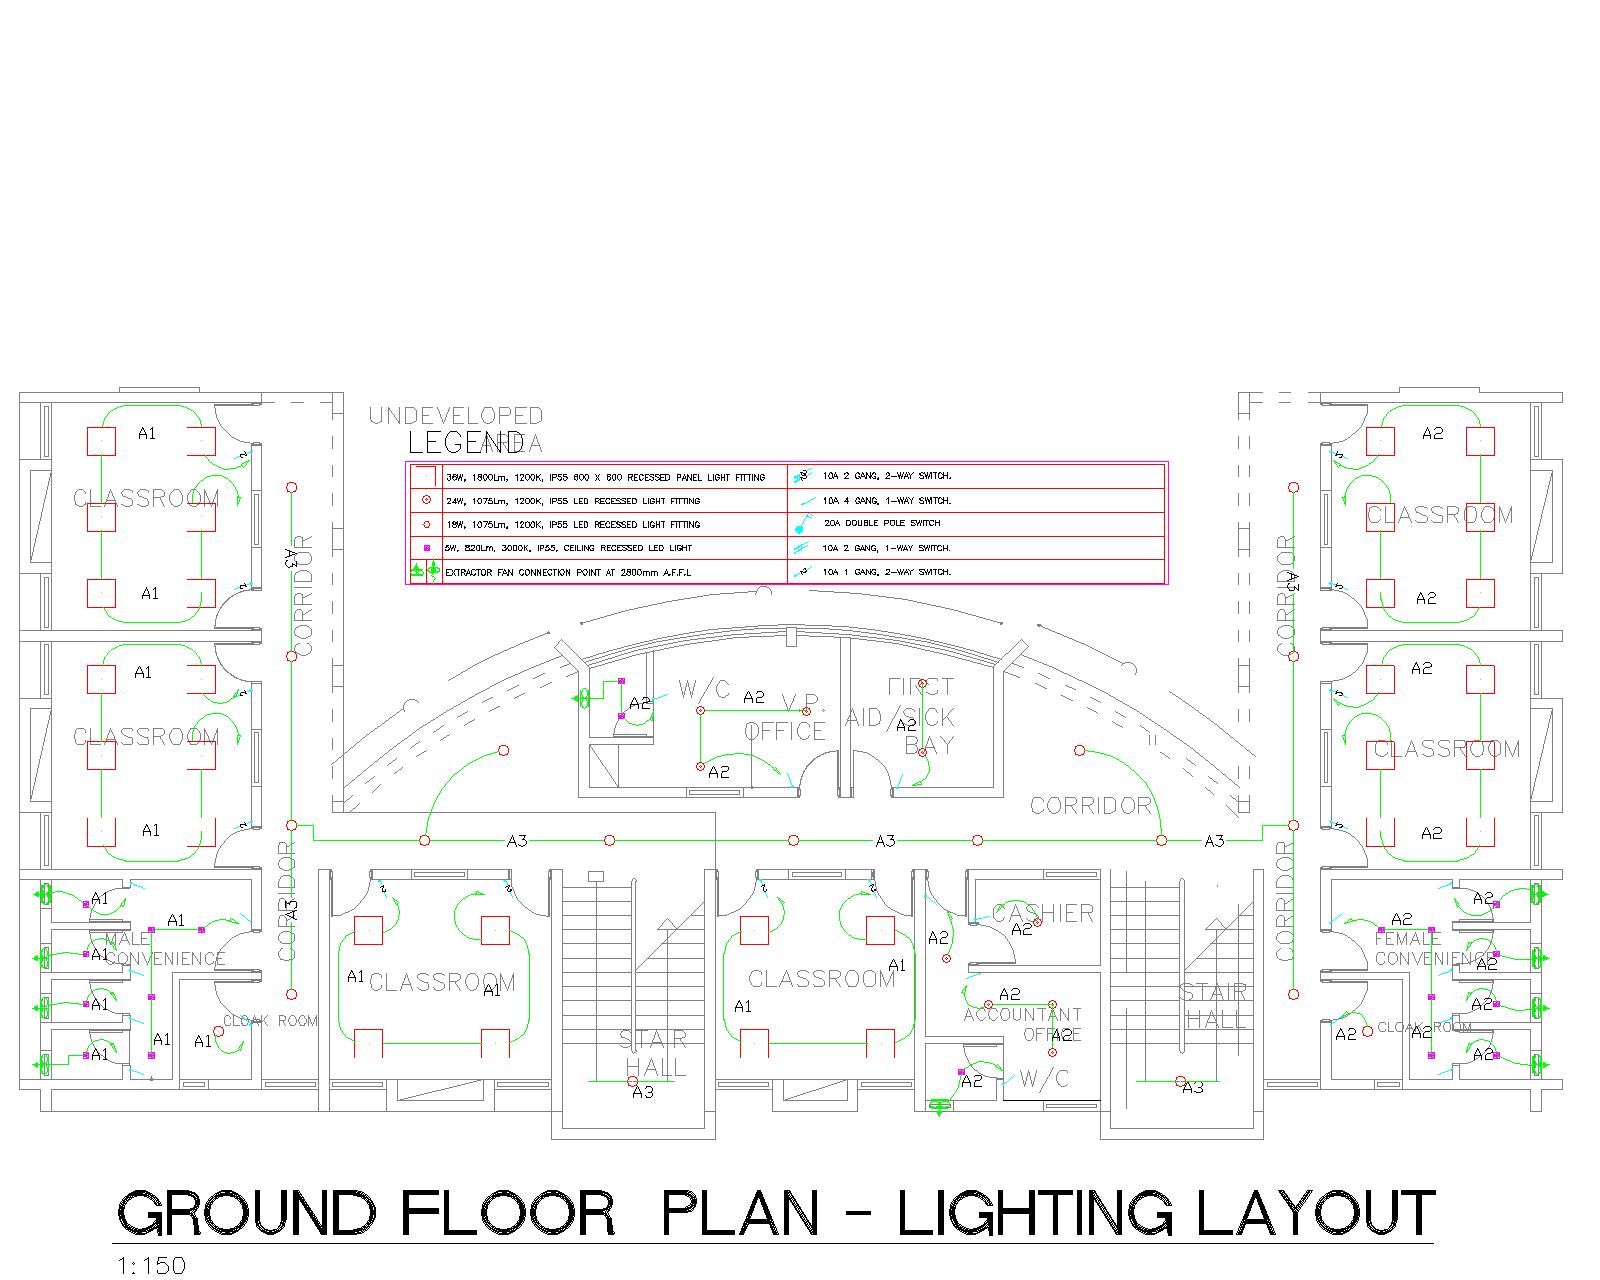 UNDEVELOPED
AREA
LEGEND
36W, 1800Lm, 1200K, IP55 600 X 600 RECESSED PANEL LIGHT FITTING
10A 2 GANG, 2-WAY SWITCH.
24W, 1075Lm, 1200K, IP55 LED RECESSED LIGHT FITTING
10A 4 GANG, 1-WAY SWITCH.
18W, 1075Lm, 1200K, IP55 LED RECESSED LIGHT FITTING
20A DOUBLE POLE SWITCH
5W, 820Lm, 3000K, IP55, CEILING RECESSED LED LIGHT
10A 2 GANG, 1-WAY SWITCH.
EXTRACTOR FAN CONNECTION POINT AT 2800mm A.F.F.L
10A 1 GANG, 2-WAY SWITCH.
A1
CLASSROOM
A1
A3
CORRIDOR
A2
CLASSROOM
A2
A3
CORRIDOR
A1
CLASSROOM
A1
A2
CLASSROOM
A2
A2
W/C
A2
V.P.
OFFICE
A2
FIRST
AID/SICK
BAY
A2
CORRIDOR
A3
A3
A3
CORRIDOR
A3
CORRIDOR
A1
A1
MALE
CONVENIENCE
A1
A1
A1
A1
CLOAK ROOM
A1
A1
CLASSROOM
A1
STAIR
HALL
A3
CLASSROOM
A1
A1
A2
CASHIER
A2
A2
ACCOUNTANT
OFFICE
A2
A2
W/C
STAIR
HALL
A3
A2
A2
FEMALE
CONVENIENCE
A2
A2
CLOAK ROOM
A2
A2
A2
GROUND FLOOR PLAN - LIGHTING LAYOUT
1:150